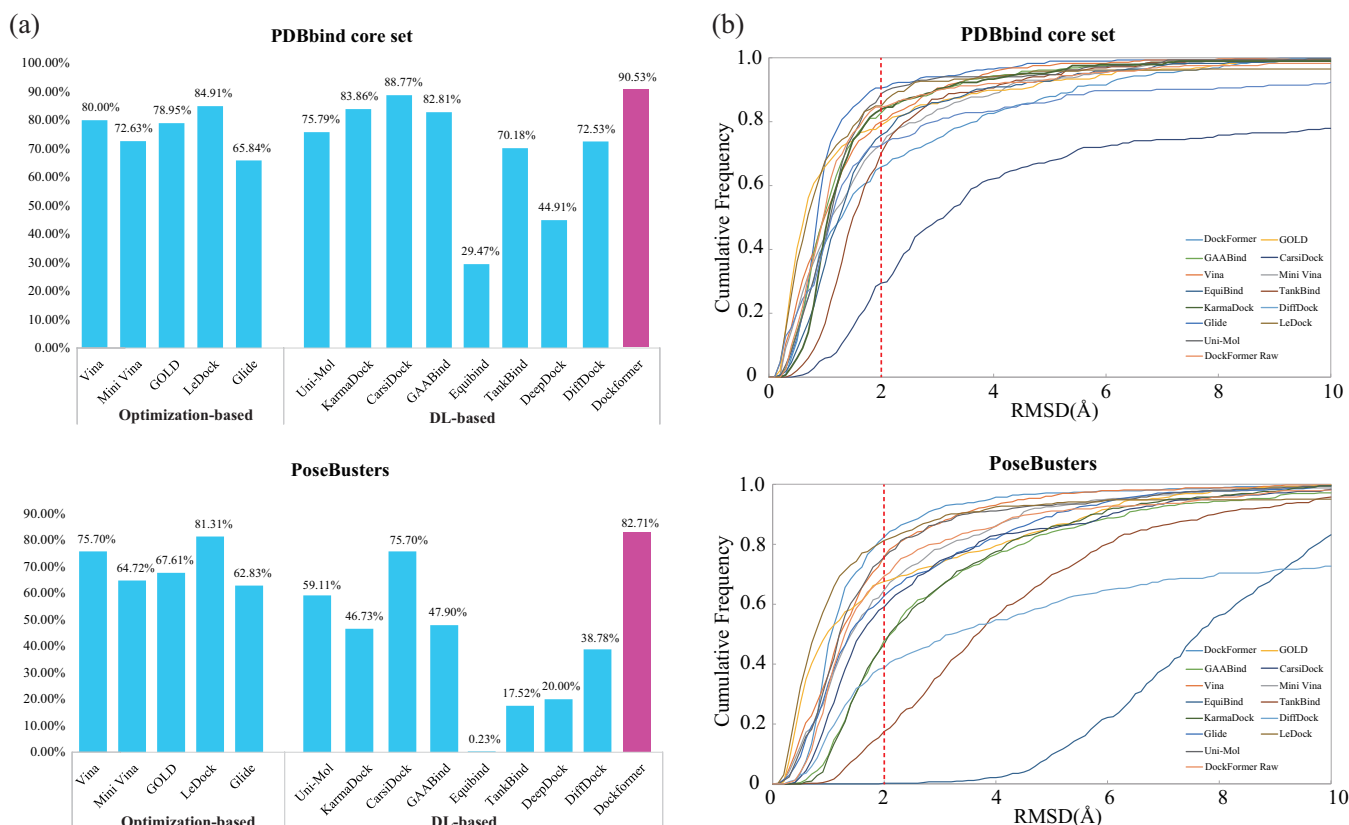 (a)
PDBbind core set
100.00%
90.00%
80.00%
70.00%
60.00%
50.00%
40.00%
30.00%
20.00%
10.00%
0.00%
80.00%
72.63%
78.95%
84.91%
65.84%
75.79%
83.86%
88.77%
82.81%
29.47%
70.18%
44.91%
72.53%
90.53%
Vina
Mini Vina
GOLD
LeDock
Glide
Uni-Mol
KarmaDock
CarsiDock
GAABind
Equibind
TankBind
DeepDock
DiffDock
Dockformer
Optimization-based
DL-based
(b)
PDBbind core set
Cumulative Frequency
1.0
0.8
0.6
0.4
0.2
0
0
2
4
6
8
10
RMSD(Å)
DockFormer
GOLD
GAABind
CarsiDock
Vina
Mini Vina
EquiBind
TankBind
KarmaDock
DiffDock
Glide
LeDock
Uni-Mol
DockFormer Raw
PoseBusters
90.00%
80.00%
70.00%
60.00%
50.00%
40.00%
30.00%
20.00%
10.00%
0.00%
75.70%
64.72%
67.61%
81.31%
62.83%
59.11%
46.73%
75.70%
47.90%
0.23%
17.52%
20.00%
38.78%
82.71%
Vina
Mini Vina
GOLD
LeDock
Glide
Uni-Mol
KarmaDock
CarsiDock
GAABind
Equibind
TankBind
DeepDock
DiffDock
Dockformer
Optimization-based
DL-based
PoseBusters
Cumulative Frequency
1.0
0.8
0.6
0.4
0.2
0
0
2
4
6
8
10
RMSD(Å)
DockFormer
GOLD
GAABind
CarsiDock
Vina
Mini Vina
EquiBind
TankBind
KarmaDock
DiffDock
Glide
LeDock
Uni-Mol
DockFormer Raw